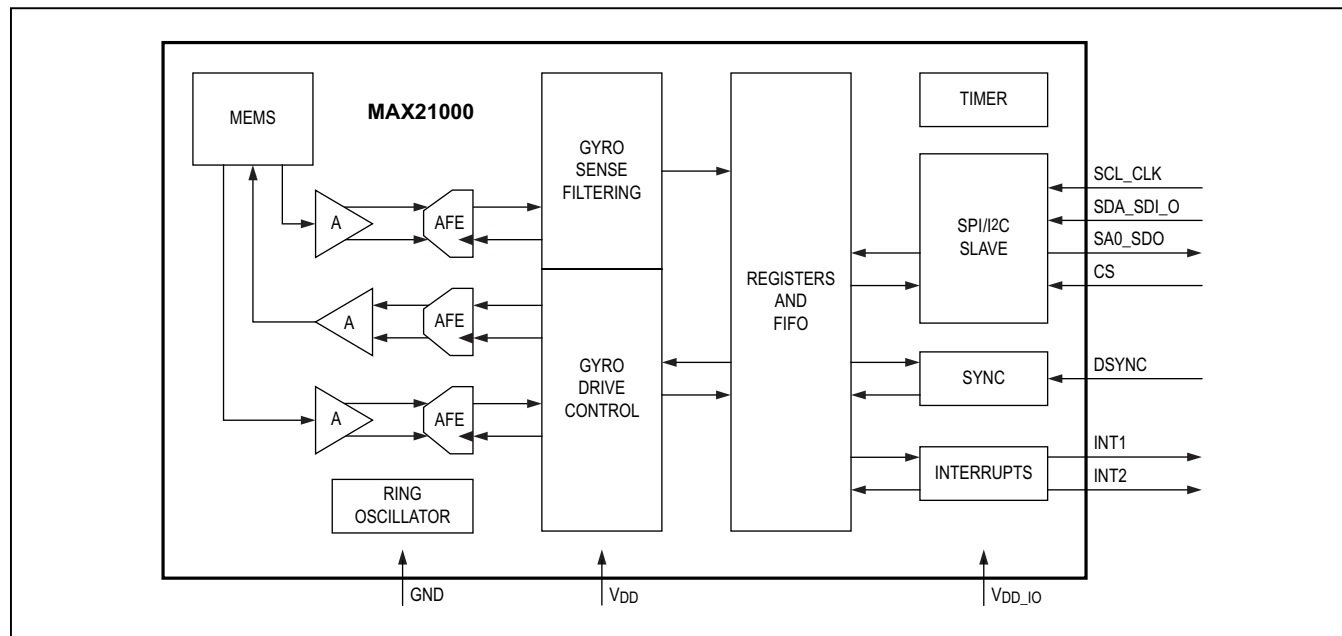 MEMS
MAX21000
A
AFE
A
AFE
A
AFE
RING
OSCILLATOR
GYRO
SENSE
FILTERING
GYRO
DRIVE
CONTROL
REGISTERS
AND
FIFO
TIMER
SPI/I2C
SLAVE
SYNC
INTERRUPTS
SCL_CLK
SDA_SDI_O
SA0_SDO
CS
DSYNC
INT1
INT2
GND
VDD
VDD_IO